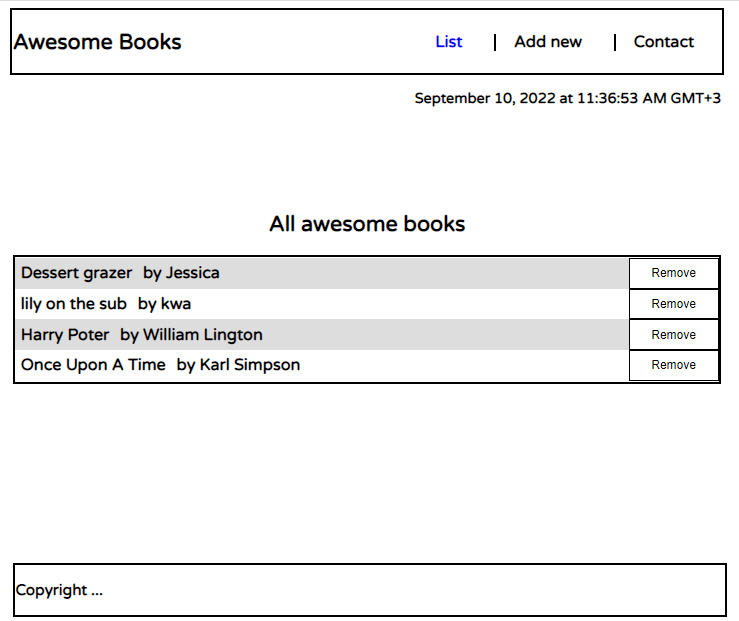 Awesome Books List Add new Contact
September 10, 2022 at 11:36:53 AM GMT+3
All awesome books
Dessert grazer by Jessica Remove
lily on the sub by kwa Remove
Harry Poter by William Lington Remove
Once Upon A Time by Karl Simpson Remove
Copyright ...